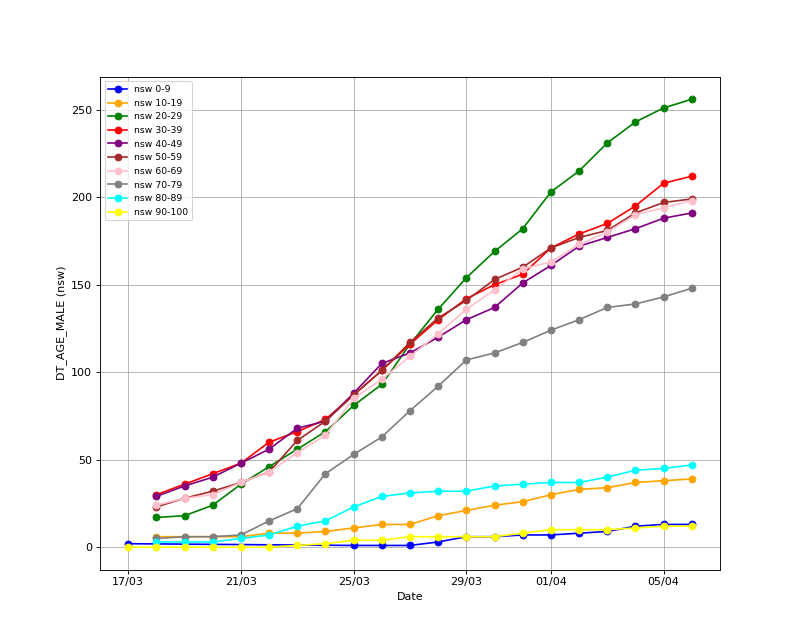 nsw 0-9
nsw 10-19
nsw 20-29
nsw 30-39
nsw 40-49
nsw 50-59
nsw 60-69
nsw 70-79
nsw 80-89
nsw 90-100
250
200
150
100
50
0
DT_AGE_MALE (nsw)
17/03 21/03 25/03 29/03 01/04 05/04
Date